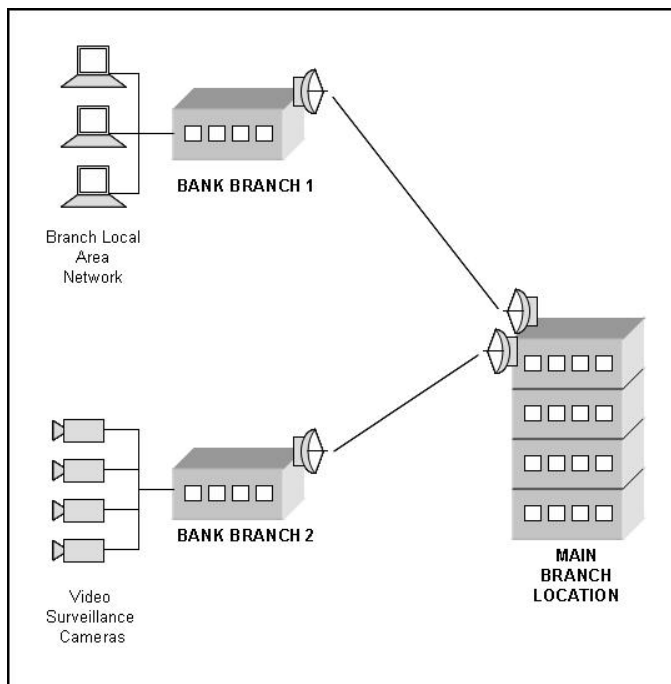 BANK BRANCH 1
Branch Local
Area
Network
BANK BRANCH 2
Video
Surveillance
Cameras
MAIN
BRANCH
LOCATION